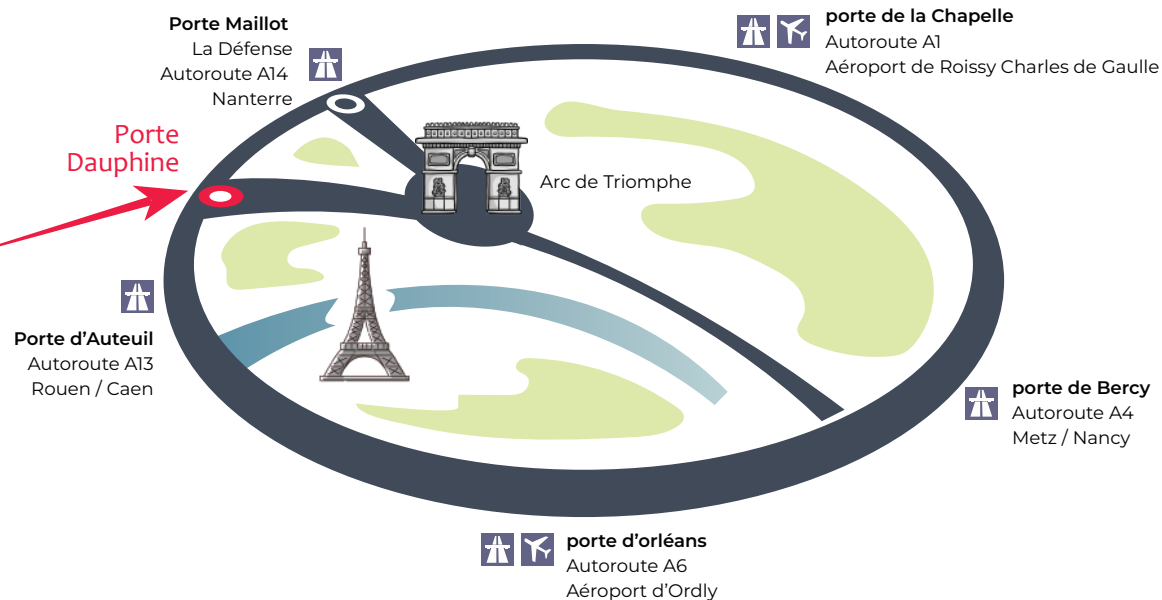 Porte Maillot
La Défense
Autoroute A14
Nanterre
porte de la Chapelle
Autoroute A1
Aéroport de Roissy Charles de Gaulle
Porte
Dauphine
Arc de Triomphe
Porte d’Auteuil
Autoroute A13
Rouen / Caen
porte de Bercy
Autoroute A4
Metz / Nancy
porte d’orléans
Autoroute A6
Aéroport d’Ordly